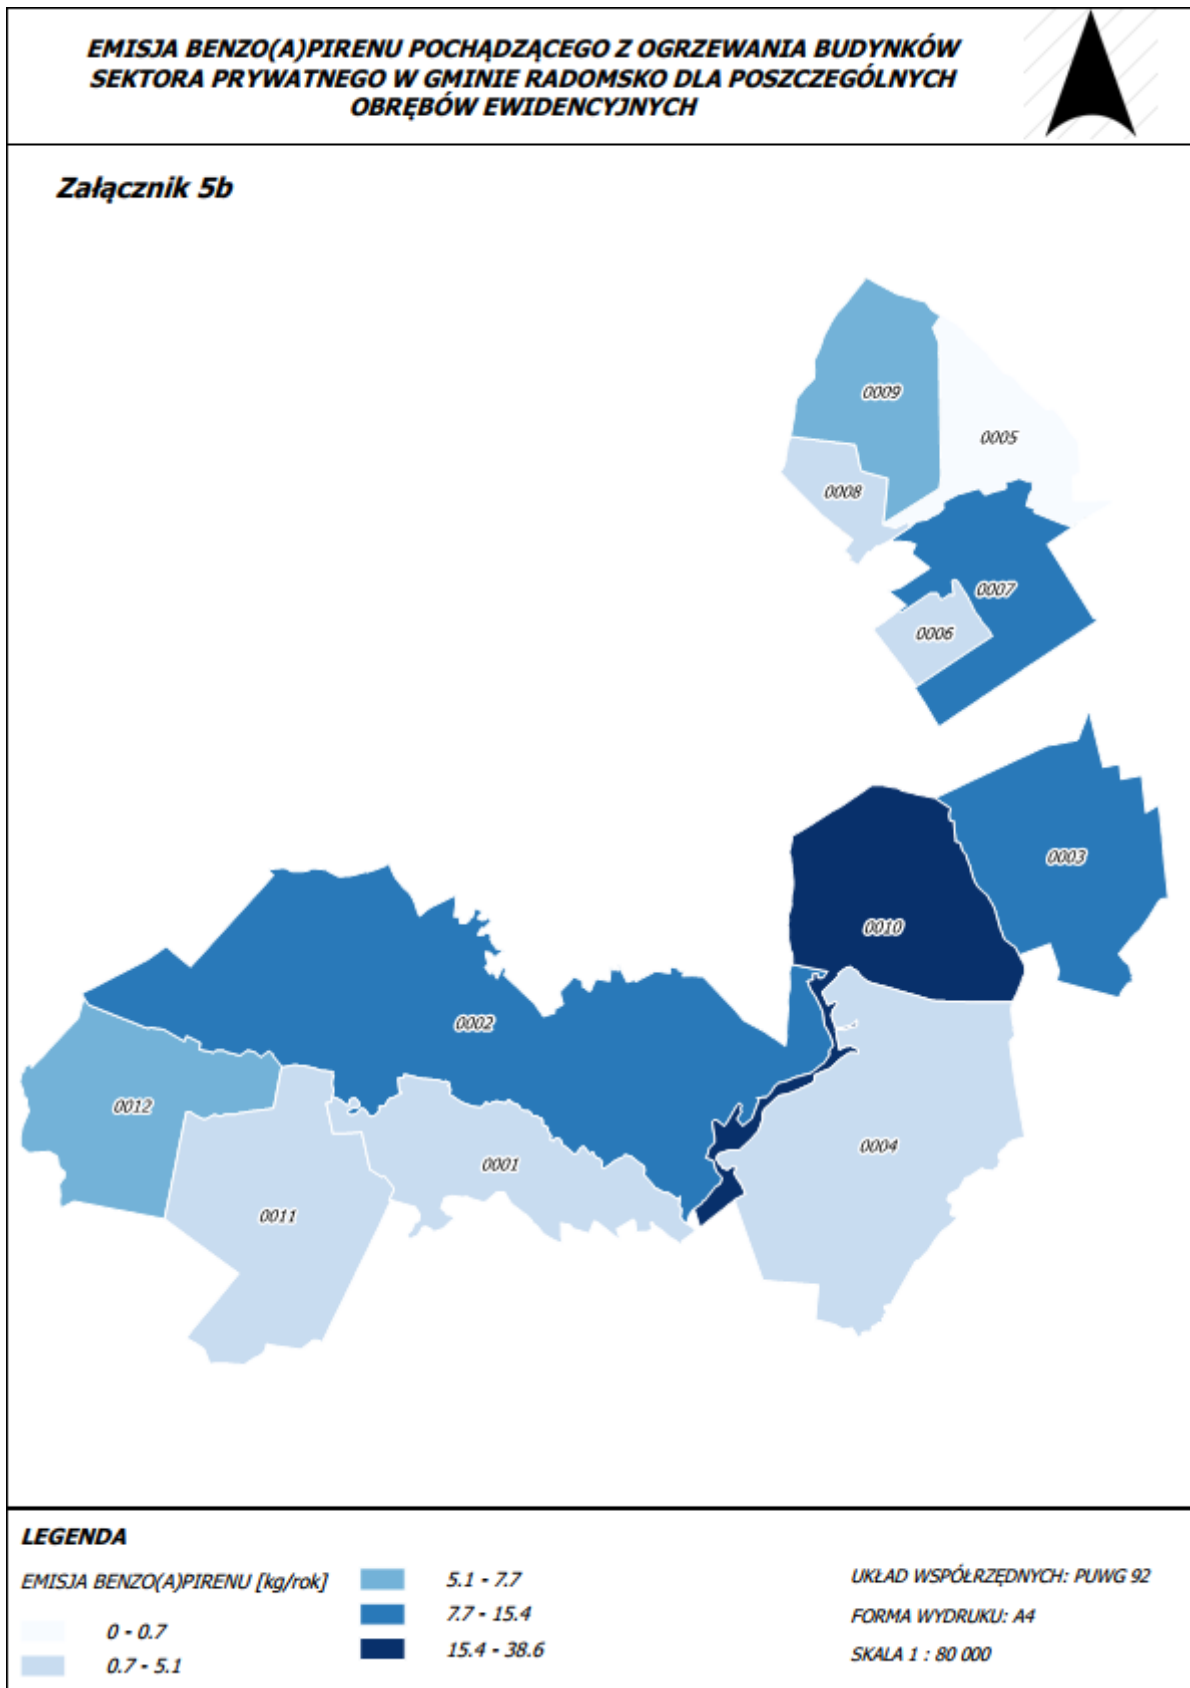 EMISJA BENZO(A)PIRENU POCHĄDZĄCEGO Z OGRZEWANIA BUDYNKÓW
SEKTORA PRYWATNEGO W GMINIE RADOMSKO DLA POSZCZEGÓLNYCH
OBRĘBÓW EWIDENCYJNYCH
Załącznik 5b
0009
0005
0008
0007
0006
0003
0010
0002
0012
0004
0001
0011
LEGENDA
EMISJA BENZO(A)PIRENU [kg/rok]
0 - 0.7
0.7 - 5.1
5.1 - 7.7
7.7 - 15.4
15.4 - 38.6
UKŁAD WSPÓŁRZĘDNYCH: PUWG 92
FORMA WYDRUKU: A4
SKALA 1 : 80 000